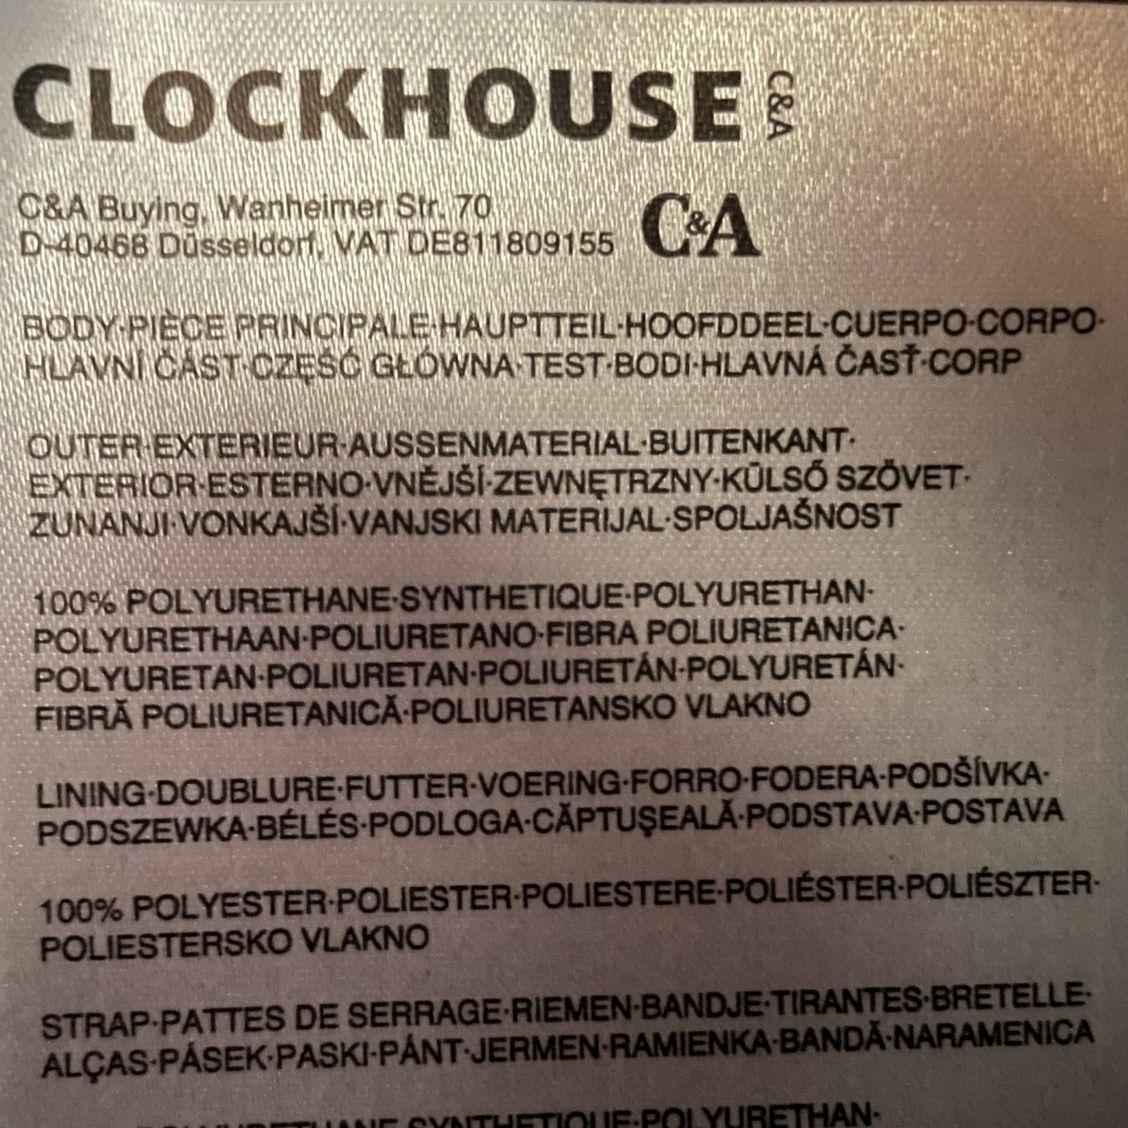 CLOCKHOUSE C&A
C&A Buying, Wanheimer Str. 70
D-40468 Düsseldorf, VAT DE811809155 C&A
BODY·PIÈCE PRINCIPALE·HAUPTTEIL·HOOFDDEEL·CUERPO·CORPO·
HLAVNÍ ČÁST·CZĘŚĆ GŁÓWNA·TEST·BODI·HLAVNÁ ČASŤ·CORP
OUTER·EXTERIEUR·AUSSENMATERIAL·BUITENKANT·
EXTERIOR·ESTERNO·VNĚJŠÍ·ZEWNĘTRZNY·KÜLSŐ SZÖVET·
ZUNANJI·VONKAJŠÍ·VANJSKI MATERIJAL·SPOLJAŠNOST
100% POLYURETHANE·SYNTHETIQUE·POLYURETHAN·
POLYURETHAAN·POLIURETANO·FIBRA POLIURETANICA·
POLYURETAN·POLIURETAN·POLIURETÁN·POLYURETÁN·
FIBRĂ POLIURETANICĂ·POLIURETANSKO VLAKNO
LINING·DOUBLURE·FUTTER·VOERING·FORRO·FODERA·PODŠÍVKA·
PODSZEWKA·BÉLÉS·PODLOGA·CĂPTUŞEALĂ·PODSTAVA·POSTAVA
100% POLYESTER·POLIESTER·POLIESTERE·POLIÉSTER·POLIÉSZTER·
POLIESTERSKO VLAKNO
STRAP·PATTES DE SERRAGE·RIEMEN·BANDJE·TIRANTES·BRETELLE·
ALÇAS·PÁSEK·PASKI·PÁNT·JERMEN·RAMIENKA·BANDĂ·NARAMENICA
SYNTHETIQUE·POLYURETHAN·